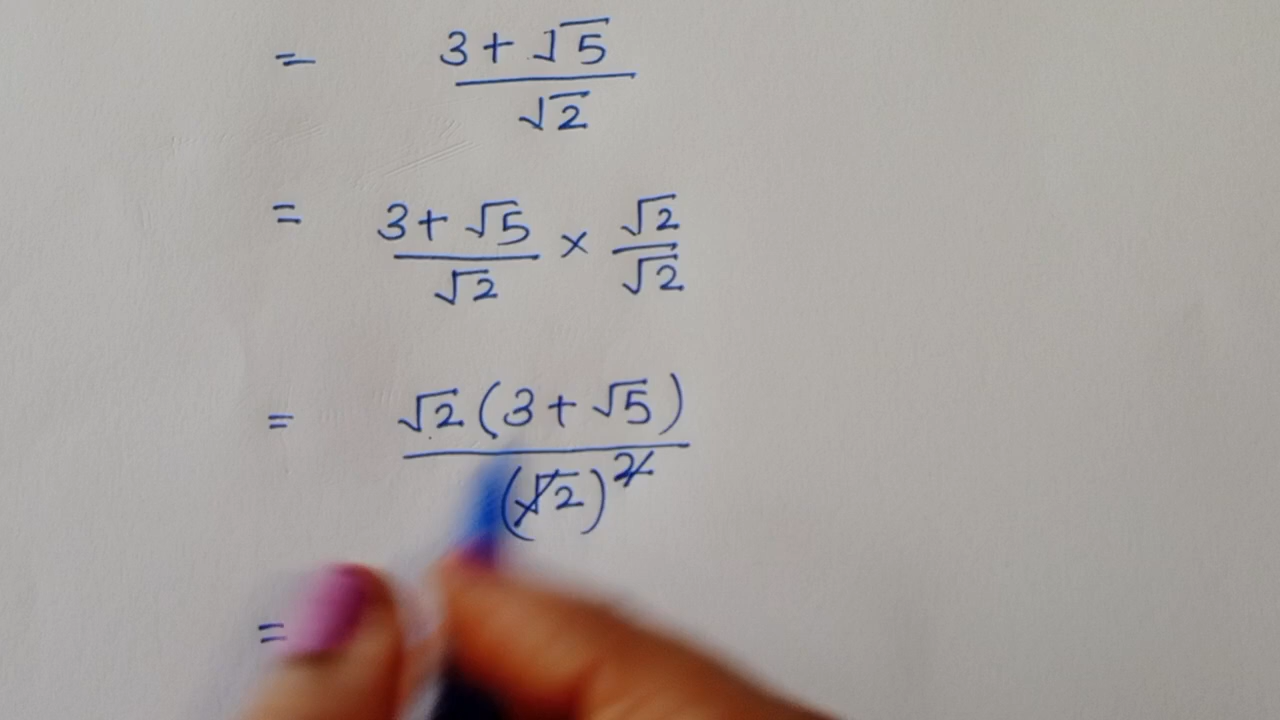 = (3 + √5) / √2
= (3 + √5) / √2 × √2 / √2
= √2 (3 + √5) / (√2)²
=